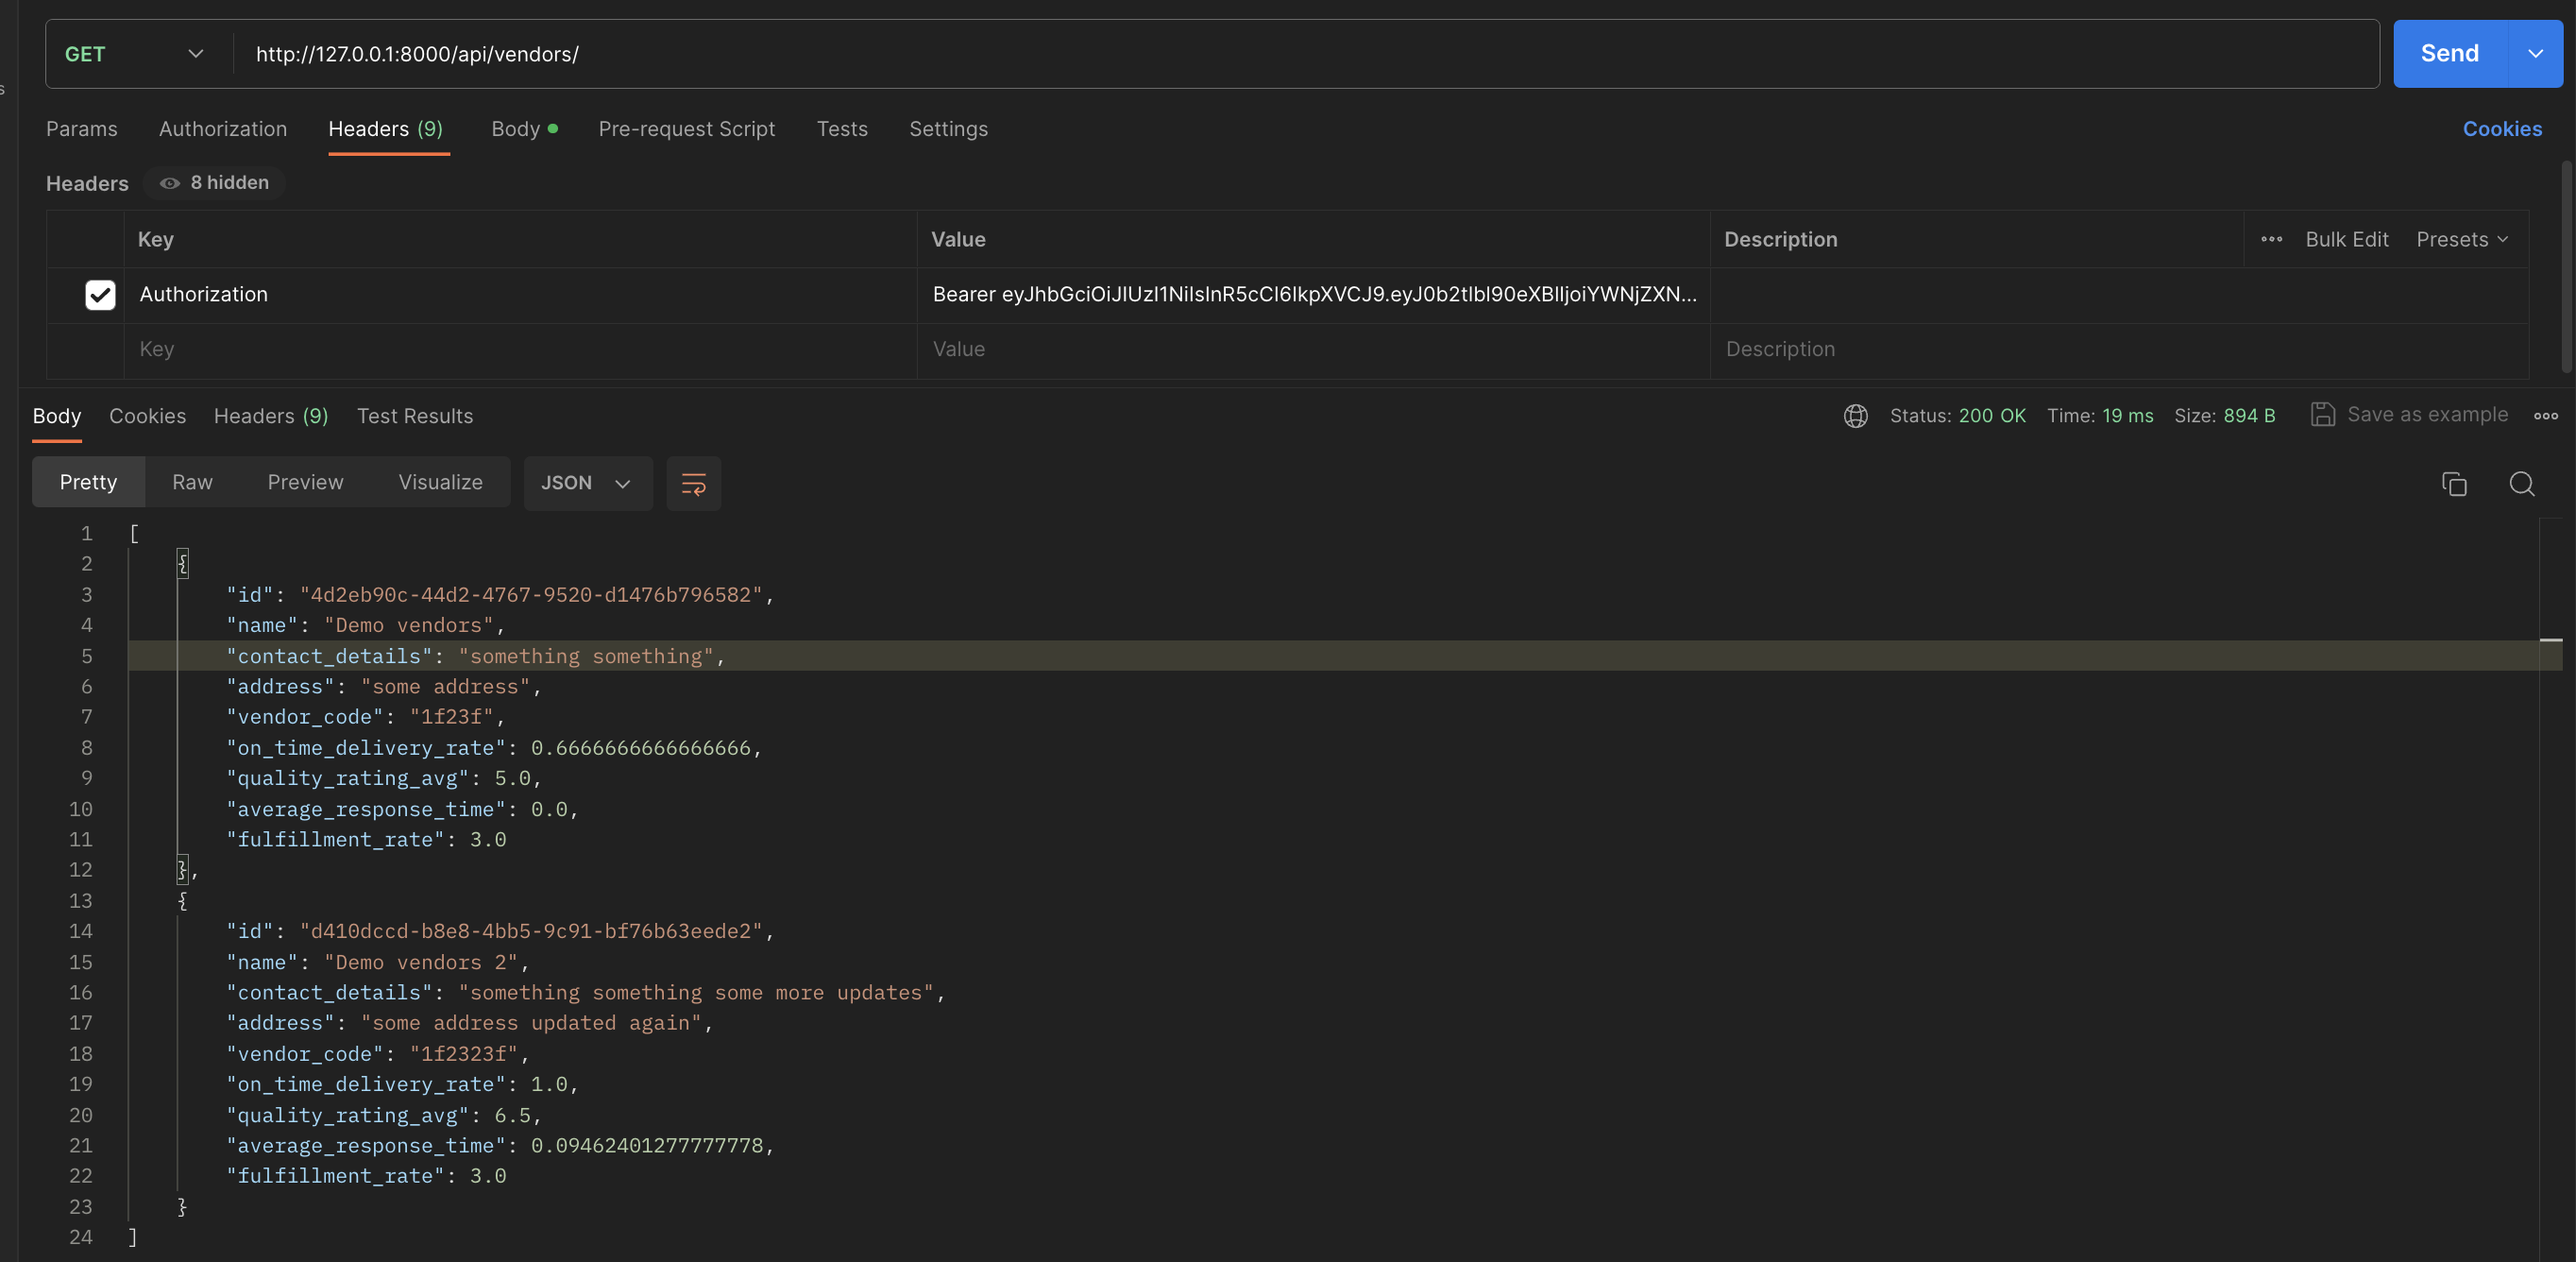 GET http://127.0.0.1:8000/api/vendors/ Send
Params Authorization Headers (9) Body Pre-request Script Tests Settings Cookies
Headers 8 hidden
Key Value Description Bulk Edit Presets
Authorization Bearer eyJhbGciOiJIUzI1NiIsInR5cCI6IkpXVCJ9.eyJ0b2tlbl90eXBlIjoiYWNjZXN...
Key Value Description
Body Cookies Headers (9) Test Results Status: 200 OK Time: 19 ms Size: 894 B Save as example
Pretty Raw Preview Visualize JSON
1 [
2 {
3 "id": "4d2eb90c-44d2-4767-9520-d1476b796582",
4 "name": "Demo vendors",
5 "contact_details": "something something",
6 "address": "some address",
7 "vendor_code": "1f23f",
8 "on_time_delivery_rate": 0.6666666666666666,
9 "quality_rating_avg": 5.0,
10 "average_response_time": 0.0,
11 "fulfillment_rate": 3.0
12 },
13 {
14 "id": "d410dccd-b8e8-4bb5-9c91-bf76b63eede2",
15 "name": "Demo vendors 2",
16 "contact_details": "something something some more updates",
17 "address": "some address updated again",
18 "vendor_code": "1f2323f",
19 "on_time_delivery_rate": 1.0,
20 "quality_rating_avg": 6.5,
21 "average_response_time": 0.09462401277777778,
22 "fulfillment_rate": 3.0
23 }
24 ]